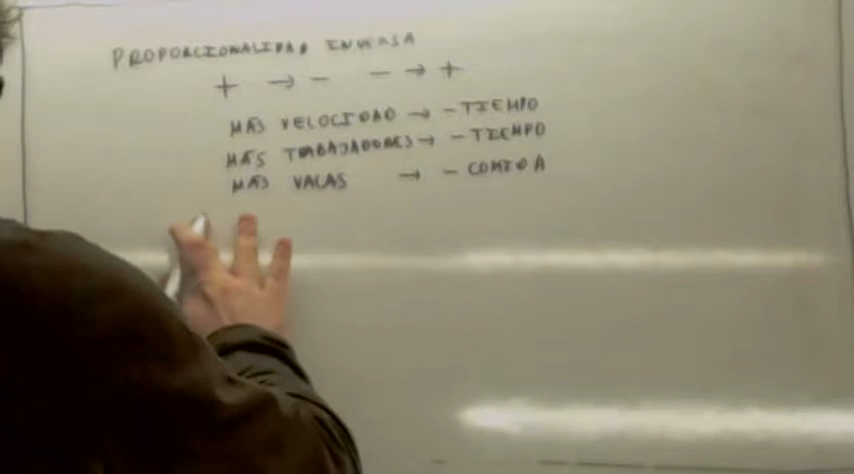 PROPORCIONALIDAD INVERSA
+ → - - → +
MÁS VELOCIDAD → - TIEMPO
MÁS TRABAJADORES → - TIEMPO
MÁS VACAS → - COMIDA